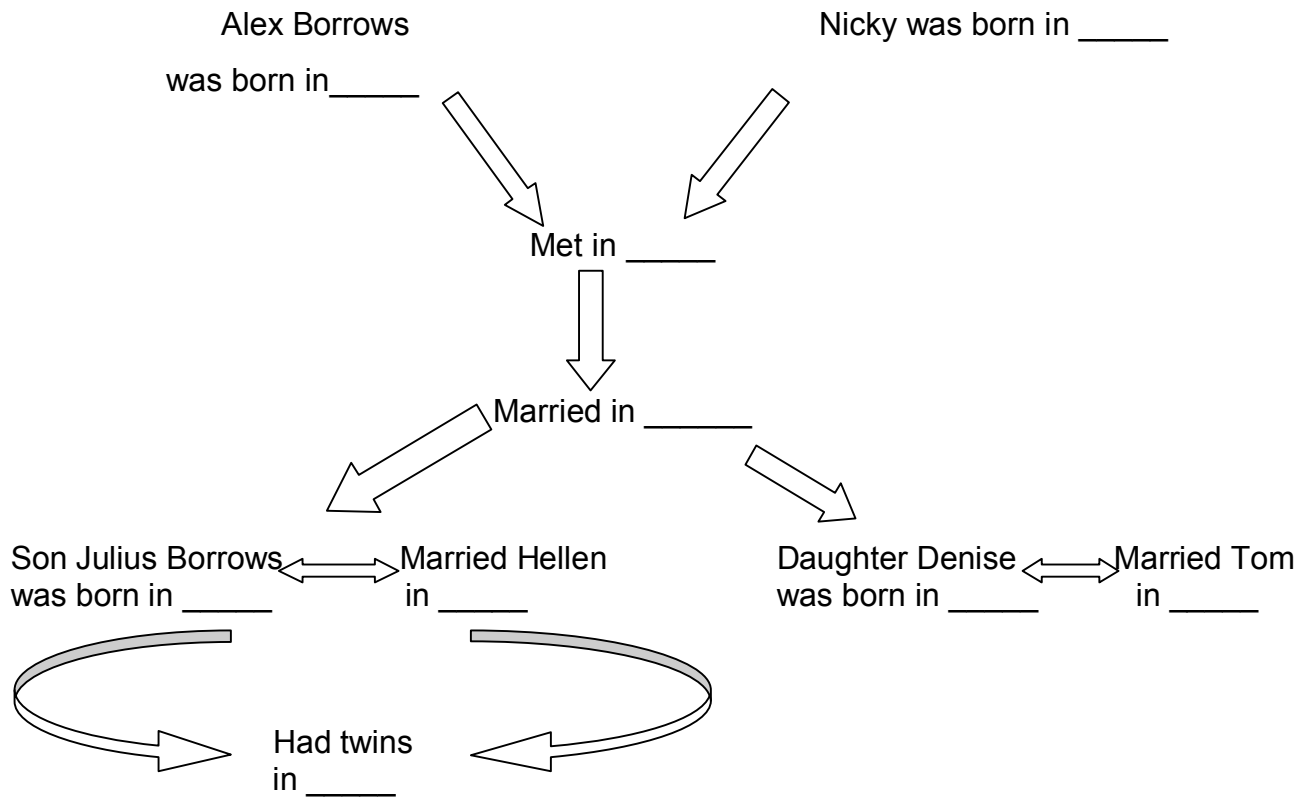 Alex Borrows
was born in_____
Nicky was born in _____
Met in _____
Married in ______
Son Julius Borrows
was born in _____
Married Hellen
in _____
Daughter Denise
was born in _____
Married Tom
in _____
Had twins
in _____